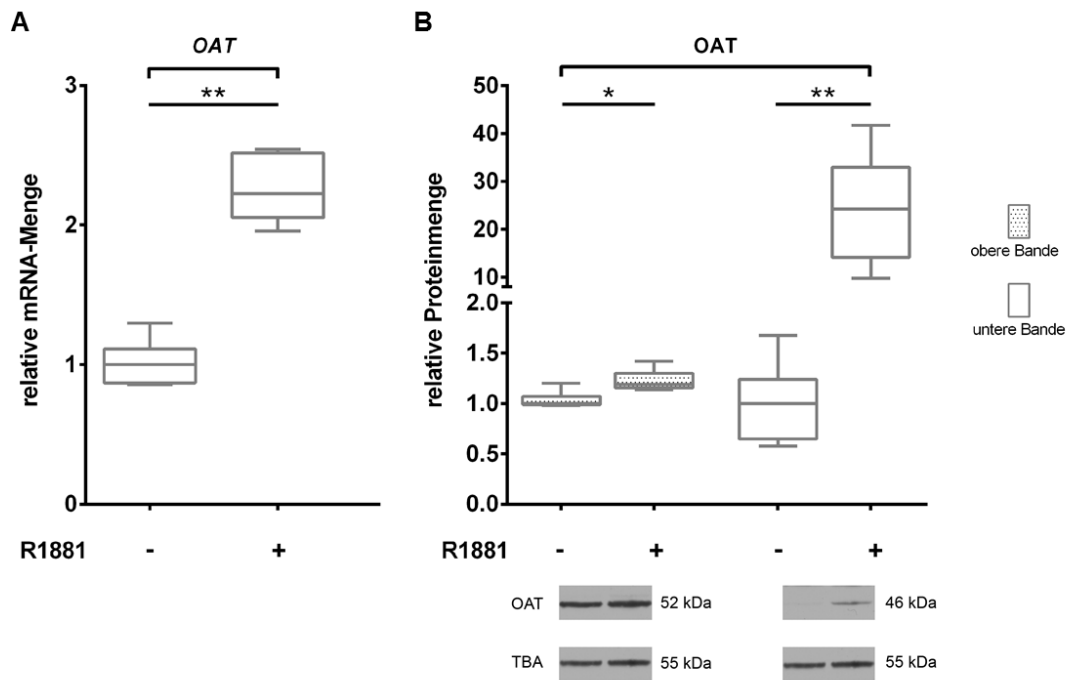 A
OAT
**
relative mRNA-Menge
3
2
1
0
R1881 - +
B
OAT
* **
relative Proteinmenge
50
40
30
20
10
2.0
1.5
1.0
0.5
0.0
- + - +
obere Bande
untere Bande
OAT 52 kDa 46 kDa
TBA 55 kDa 55 kDa
R1881